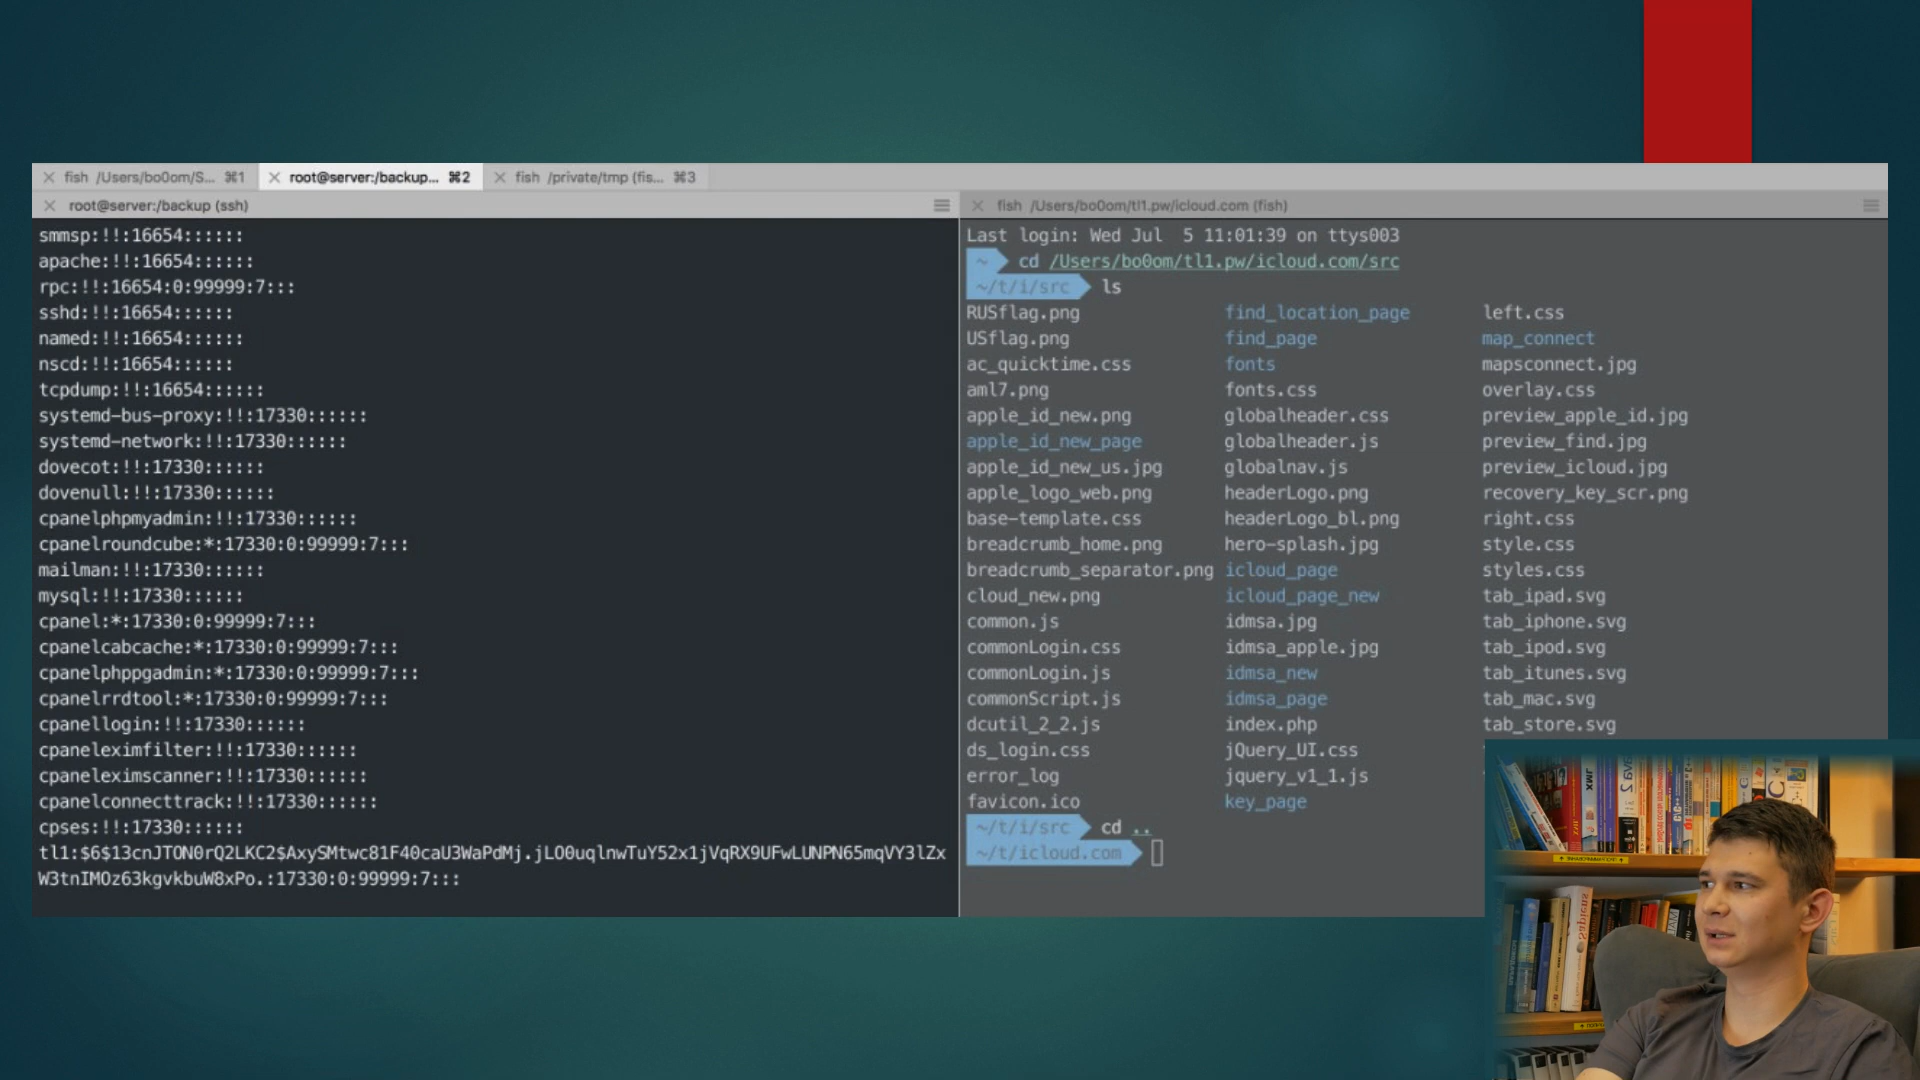 fish /Users/bo0om/S... ⌘1
root@server:/backup... ⌘2
fish /private/tmp (fis... ⌘3
root@server:/backup (ssh)
smmsp:!!:16654::::::
apache:!!:16654::::::
rpc:!!:16654:0:99999:7:::
sshd:!!:16654::::::
named:!!:16654::::::
nscd:!!:16654::::::
tcpdump:!!:16654::::::
systemd-bus-proxy:!!:17330::::::
systemd-network:!!:17330::::::
dovecot:!!:17330::::::
dovenull:!!:17330::::::
cpanelphpmyadmin:!!:17330::::::
cpanelroundcube:*:17330:0:99999:7:::
mailman:!!:17330::::::
mysql:!!:17330::::::
cpanel:*:17330:0:99999:7:::
cpanelcabcache:*:17330:0:99999:7:::
cpanelphppgadmin:*:17330:0:99999:7:::
cpanelrrdtool:*:17330:0:99999:7:::
cpanellogin:!!:17330::::::
cpaneleximfilter:!!:17330::::::
cpaneleximscanner:!!:17330::::::
cpanelconnecttrack:!!:17330::::::
cpses:!!:17330::::::
tl1:$6$13cnJTON0rQ2LKC2$AxySMtwc81F40caU3WaPdMj.jLO0uqlnwTuY52x1jVqRX9UFwLUNPN65mqVY3lZx
W3tnIMOz63kgvkbuW8xPo.:17330:0:99999:7:::
fish /Users/bo0om/tl1.pw/icloud.com (fish)
Last login: Wed Jul  5 11:01:39 on ttys003
~ cd /Users/bo0om/tl1.pw/icloud.com/src
~/t/i/src ls
RUSflag.png find_location_page left.css
USflag.png find_page map_connect
ac_quicktime.css fonts mapsconnect.jpg
aml7.png fonts.css overlay.css
apple_id_new.png globalheader.css preview_apple_id.jpg
apple_id_new_page globalheader.js preview_find.jpg
apple_id_new_us.jpg globalnav.js preview_icloud.jpg
apple_logo_web.png headerLogo.png recovery_key_scr.png
base-template.css headerLogo_bl.png right.css
breadcrumb_home.png hero-splash.jpg style.css
breadcrumb_separator.png icloud_page styles.css
cloud_new.png icloud_page_new tab_ipad.svg
common.js idmsa.jpg tab_iphone.svg
commonLogin.css idmsa_apple.jpg tab_ipod.svg
commonLogin.js idmsa_new tab_itunes.svg
commonScript.js idmsa_page tab_mac.svg
dcutil_2_2.js index.php tab_store.svg
ds_login.css jQuery_UI.css
error_log jquery_v1_1.js
favicon.ico key_page
~/t/i/src cd ..
~/t/icloud.com
JMX
Sapiens